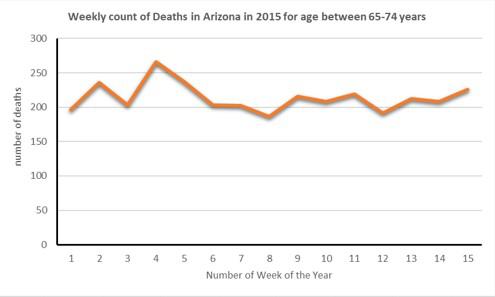 Weekly count of Deaths in Arizona in 2015 for age between 65-74 years
300
250
200
150
100
50
0
number of deaths
1 2 3 4 5 6 7 8 9 10 11 12 13 14 15
Number of Week of the Year